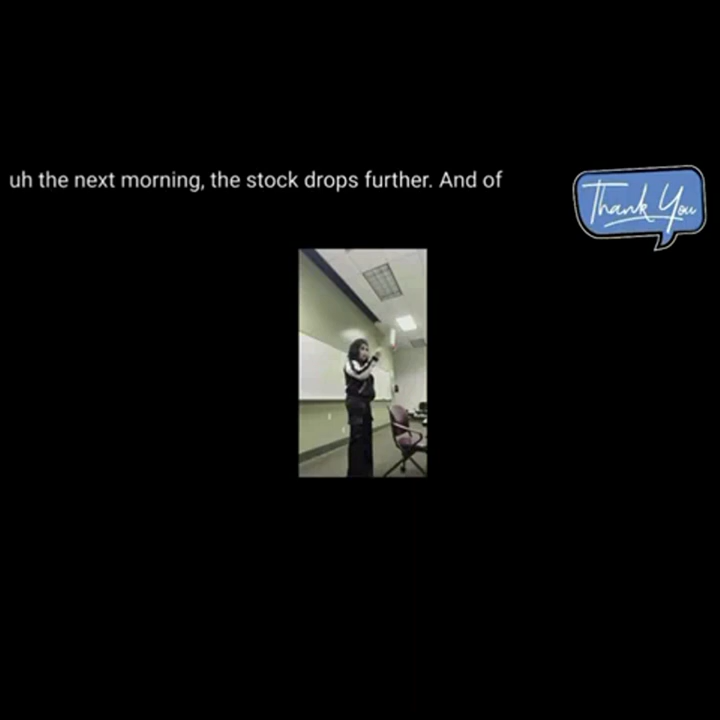 uh the next morning, the stock drops further. And of
Thank You